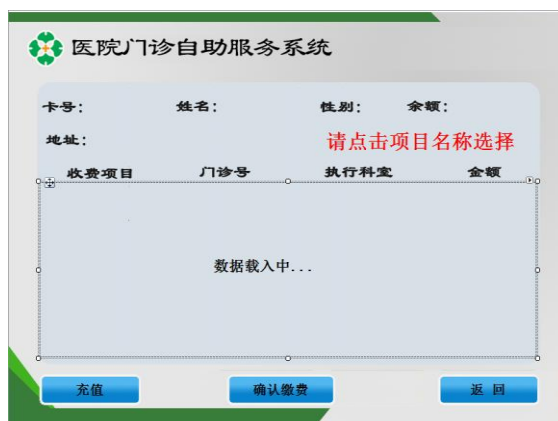 医院门诊自助服务系统
卡号: 姓名: 性别: 余额:
地址: 请点击项目名称选择
收费项目 门诊号 执行科室 金额
数据载入中...
充值 确认缴费 返 回